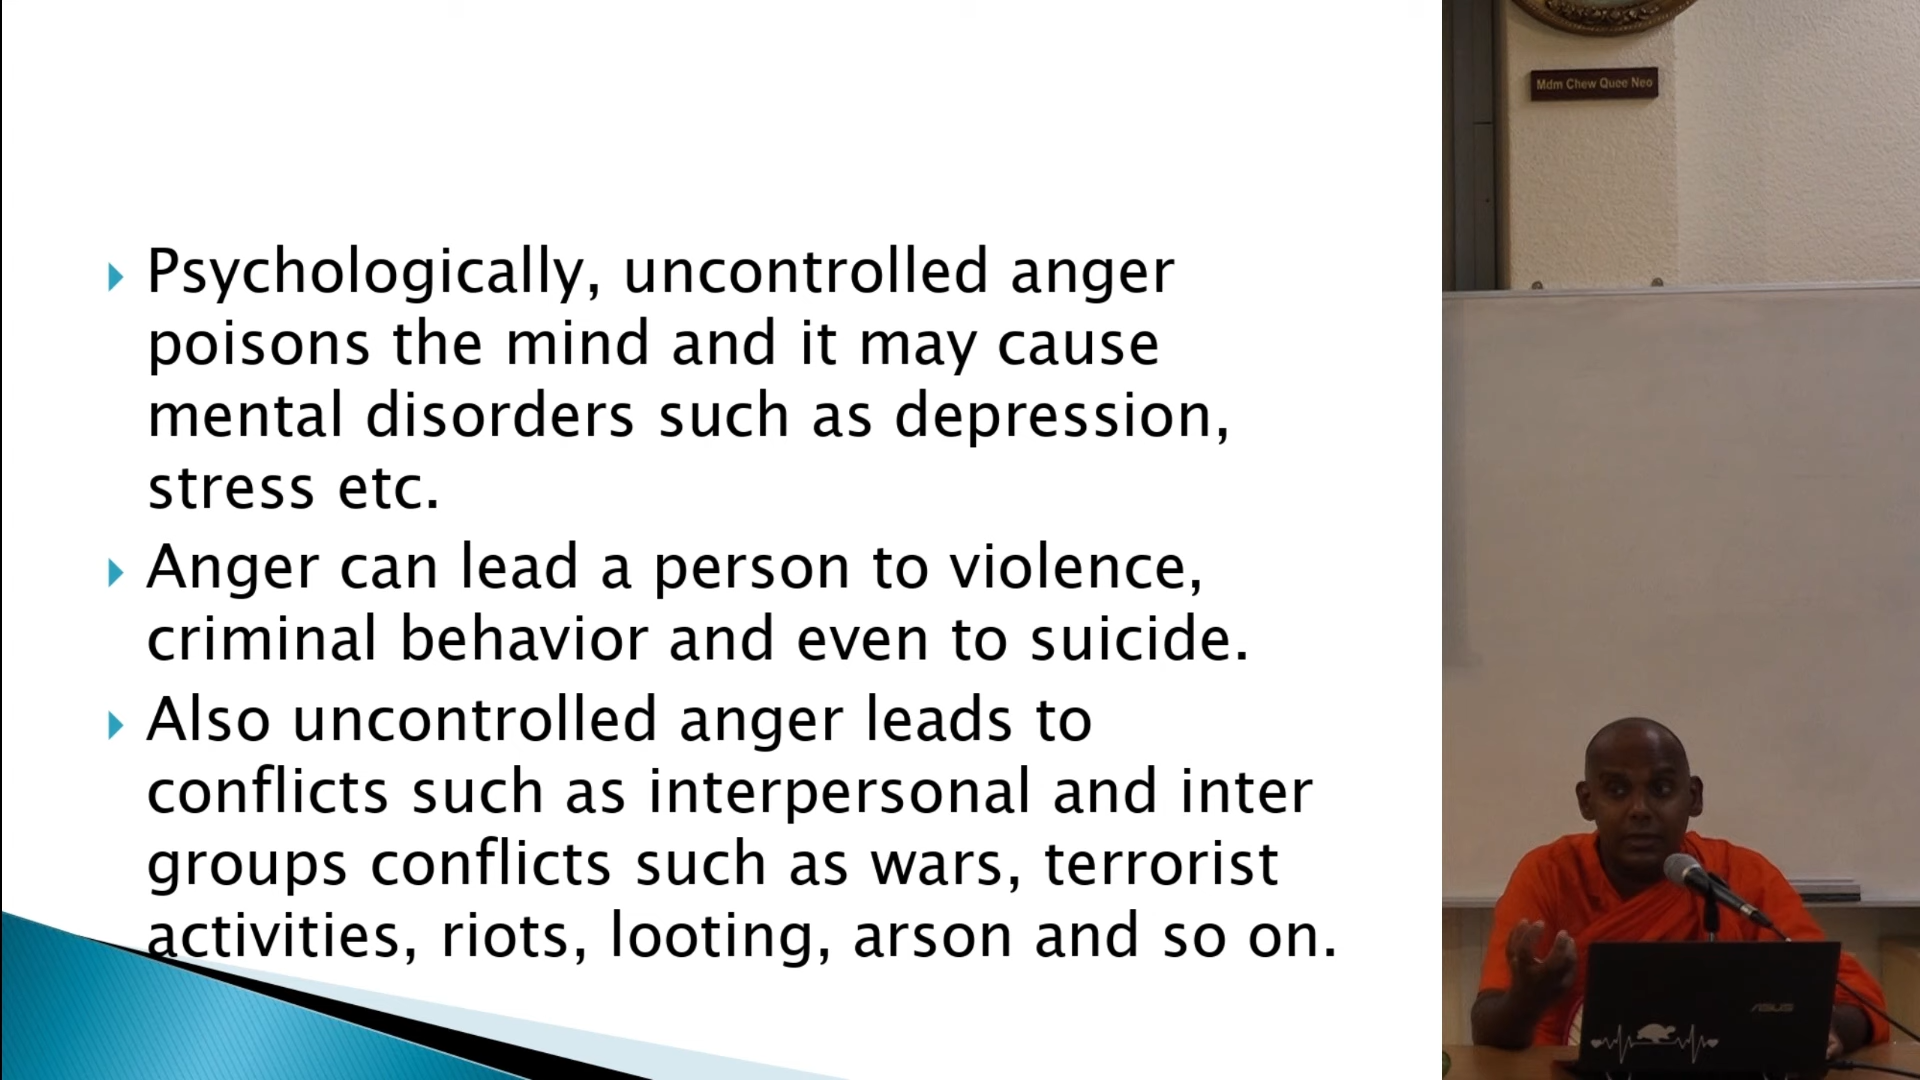 Psychologically, uncontrolled anger
poisons the mind and it may cause
mental disorders such as depression,
stress etc.
Anger can lead a person to violence,
criminal behavior and even to suicide.
Also uncontrolled anger leads to
conflicts such as interpersonal and inter
groups conflicts such as wars, terrorist
activities, riots, looting, arson and so on.
Mdm Chew Quee Neo
ASUS